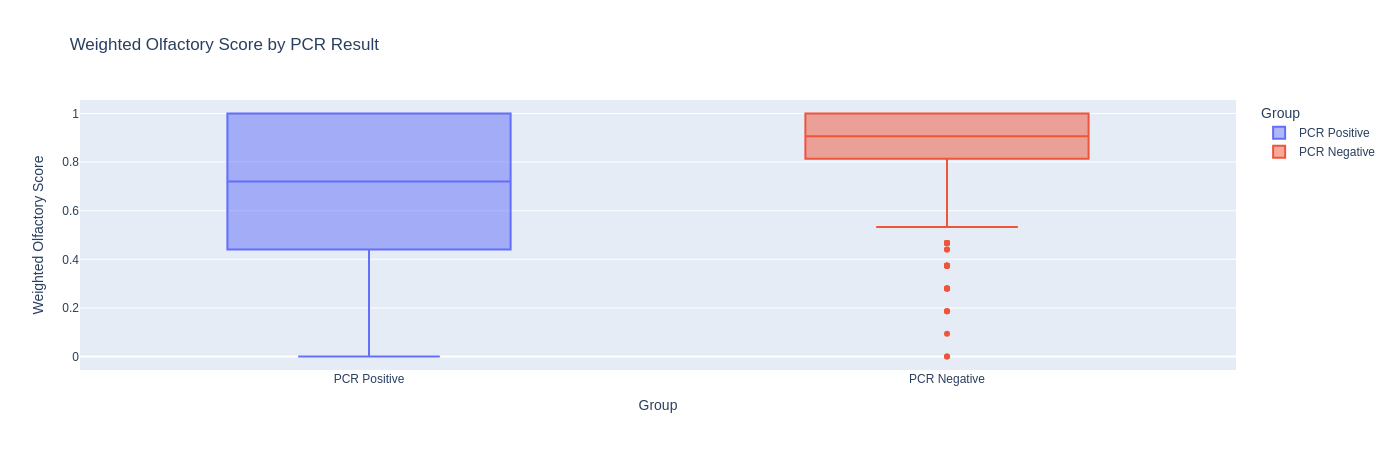 Weighted Olfactory Score by PCR Result
Group
PCR Positive
PCR Negative
Weighted Olfactory Score
1
0.8
0.6
0.4
0.2
0
PCR Positive
PCR Negative
Group